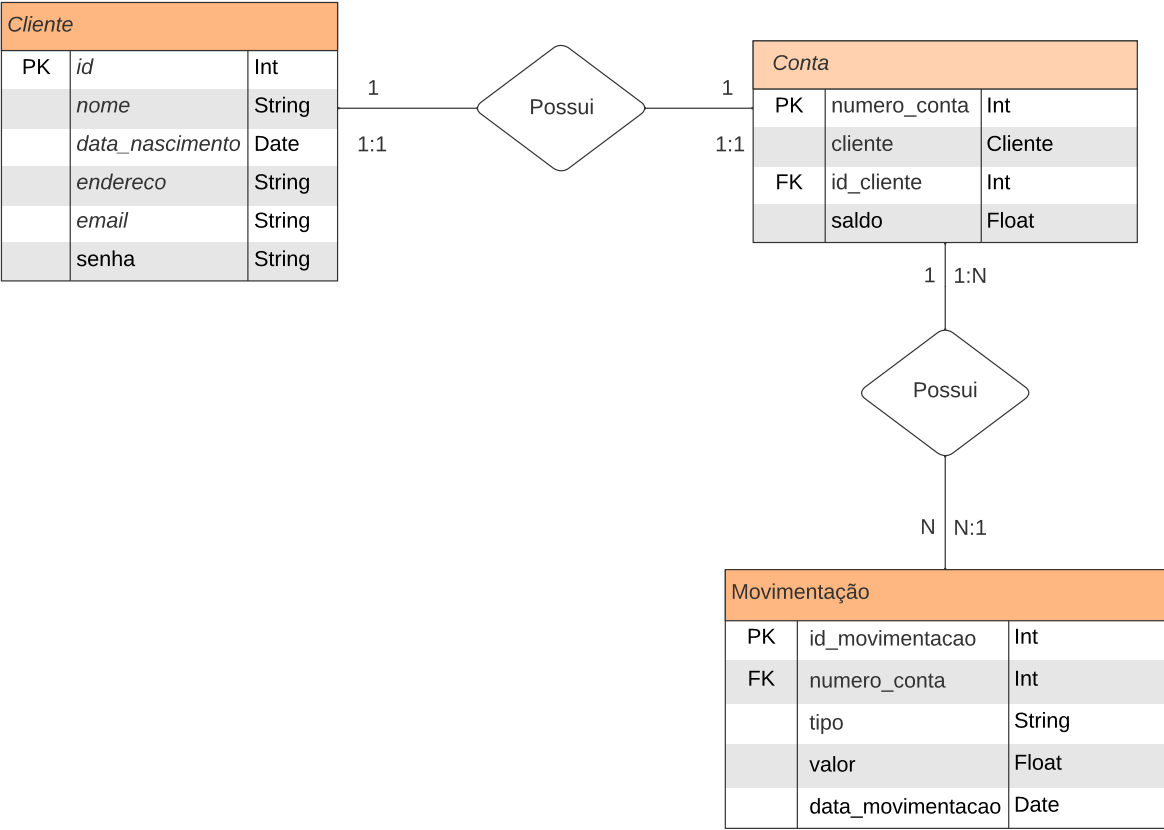 Cliente
PK id Int
nome String
data_nascimento Date
endereco String
email String
senha String
1
1:1
Possui
1
1:1
Conta
PK numero_conta Int
cliente Cliente
FK id_cliente Int
saldo Float
1 1:N
Possui
N N:1
Movimentação
PK id_movimentacao Int
FK numero_conta Int
tipo String
valor Float
data_movimentacao Date